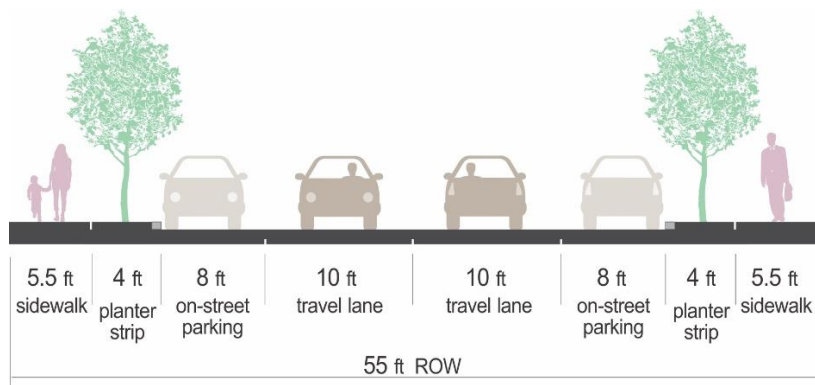 5.5 ft
sidewalk
4 ft
planter
strip
8 ft
on-street
parking
10 ft
travel lane
10 ft
travel lane
8 ft
on-street
parking
4 ft
planter
strip
5.5 ft
sidewalk
55 ft ROW